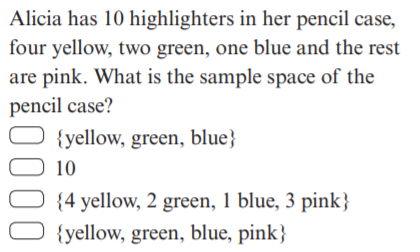 Alicia has 10 highlighters in her pencil case,
four yellow, two green, one blue and the rest
are pink. What is the sample space of the
pencil case?
{yellow, green, blue}
10
{4 yellow, 2 green, 1 blue, 3 pink}
{yellow, green, blue, pink}